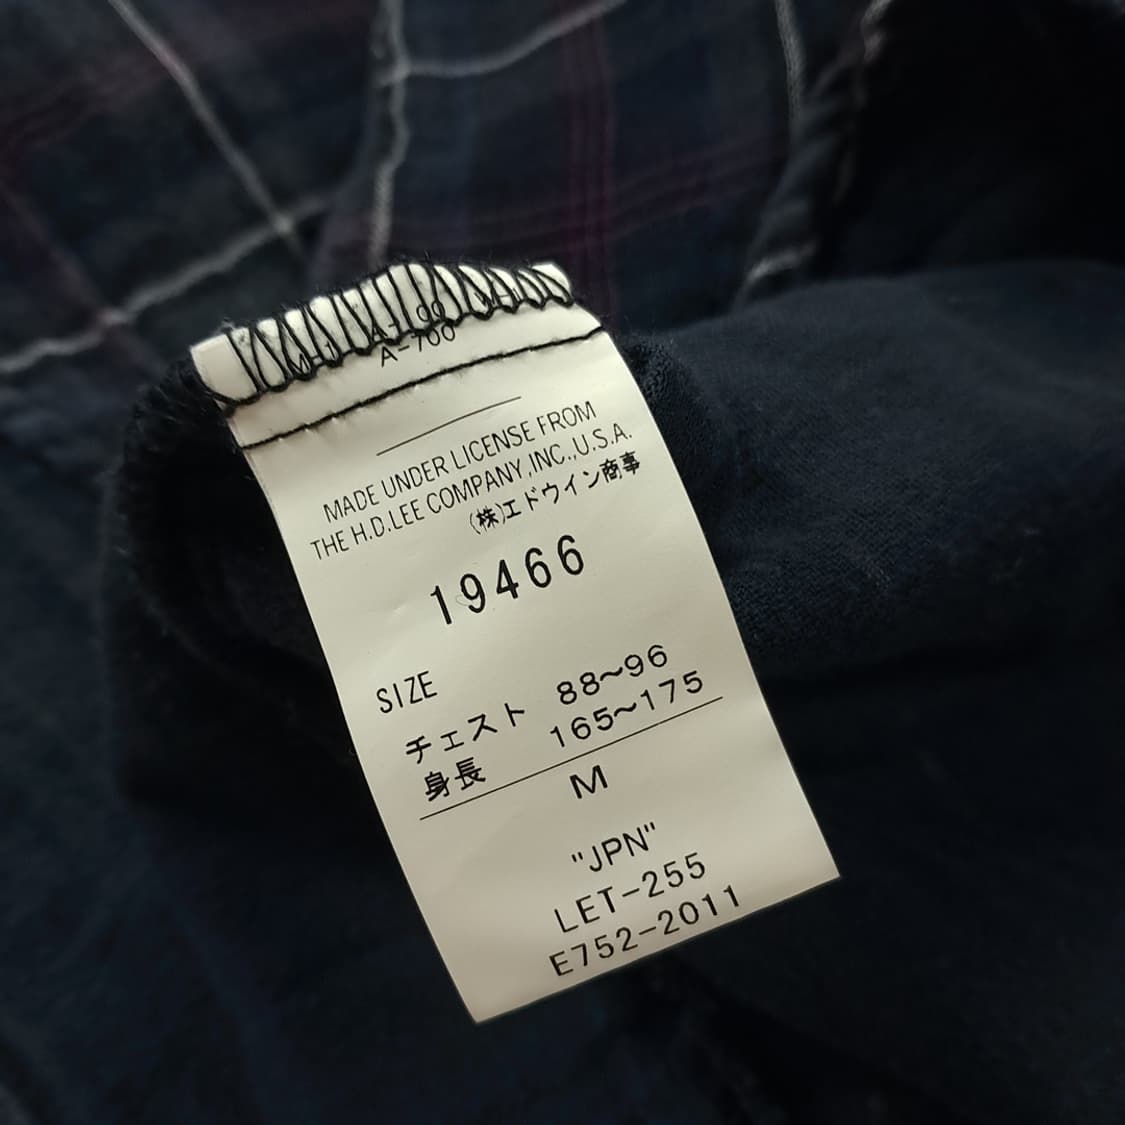 A-700
MADE UNDER LICENSE FROM
THE H.D.LEE COMPANY,INC.,U.S.A.
(株)エドウイン商事
19466
SIZE
チェスト 88〜96
身長 165〜175
M
"JPN"
LET-255
E752-2011